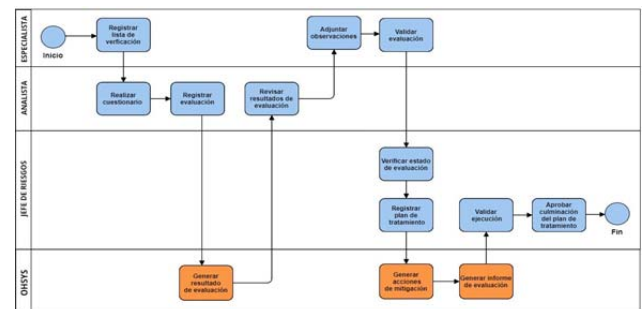 ESPECIALISTA
Inicio
Registrar
lista de
verificación
Adjuntar
observaciones
Validar
evaluación
ANALISTA
Realizar
cuestionario
Registrar
evaluación
Revisar
resultados de
evaluación
JEFE DE RIESGOS
Verificar estado
de evaluación
Registrar
plan de
tratamiento
Validar
ejecución
Aprobar
culminación
del plan de
tratamiento
Fin
OHSYS
Generar
resultado
de evaluación
Generar
acciones
de mitigación
Generar informe
de evaluación